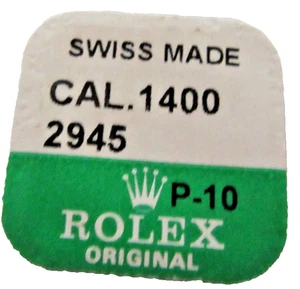 SWISS MADE
CAL.1400
2945
P-10
ROLEX
ORIGINAL